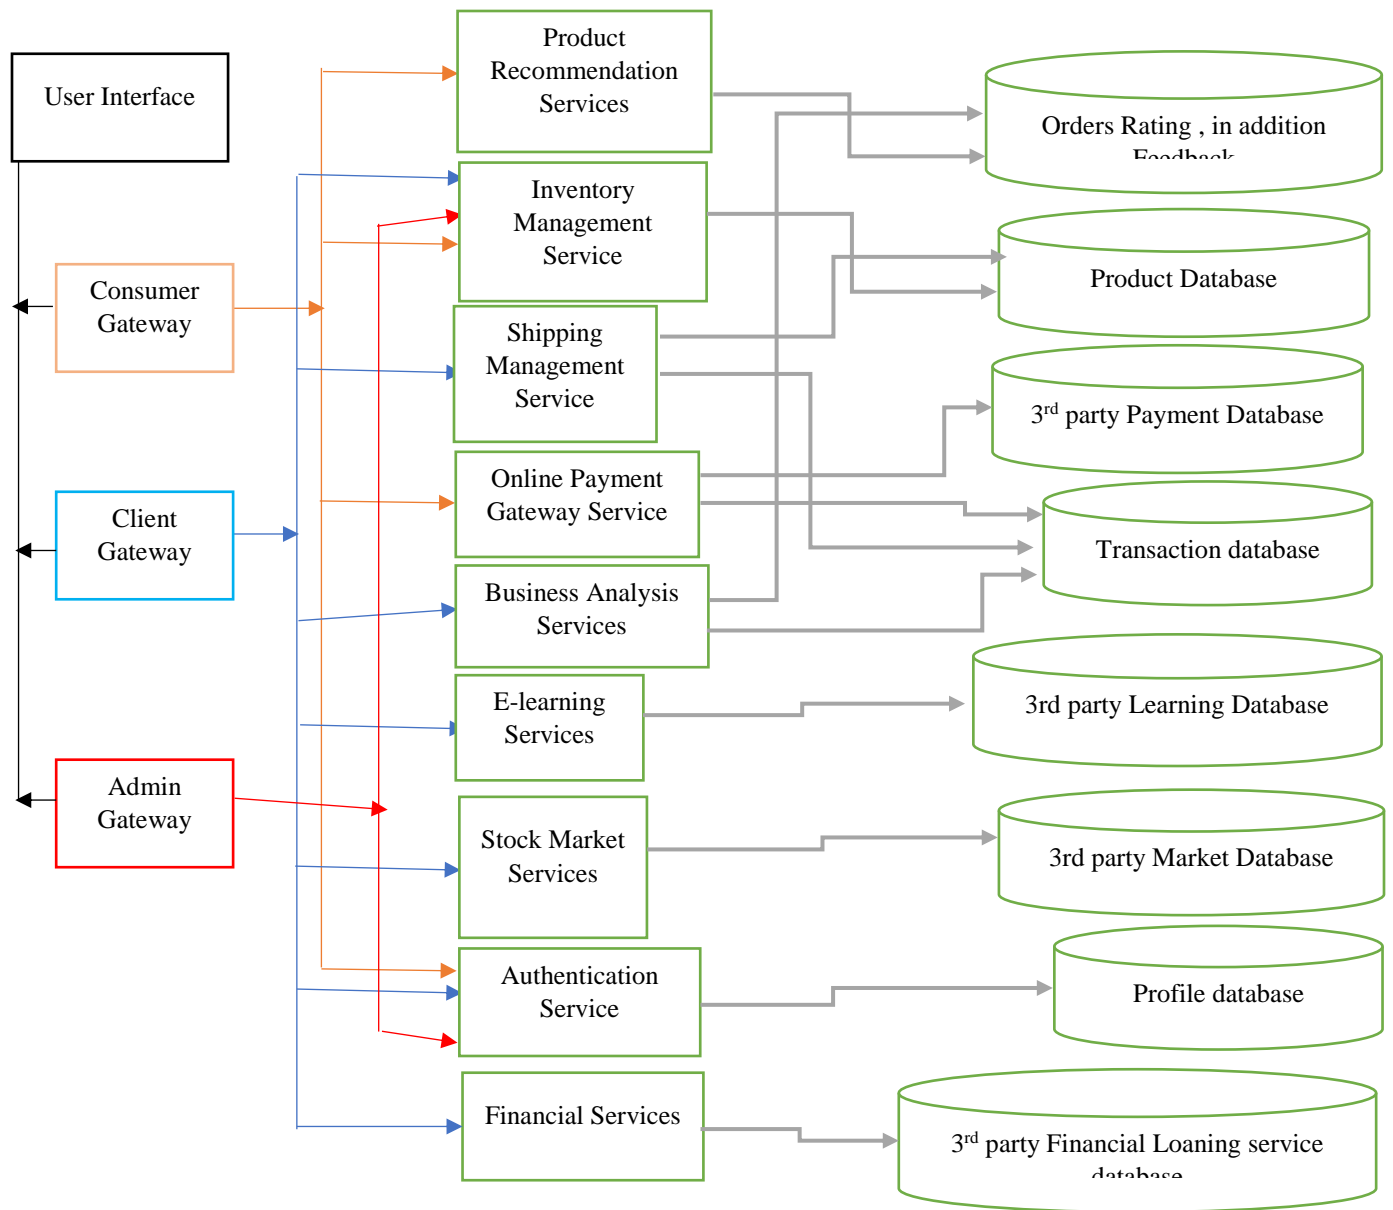 User Interface
Consumer
Gateway
Client
Gateway
Admin
Gateway
Product
Recommendation
Services
Inventory
Management
Service
Shipping
Management
Service
Online Payment
Gateway Service
Business Analysis
Services
E-learning
Services
Stock Market
Services
Authentication
Service
Financial Services
Orders Rating , in addition
Feedback
Product Database
3rd party Payment Database
Transaction database
3rd party Learning Database
3rd party Market Database
Profile database
3rd party Financial Loaning service
database